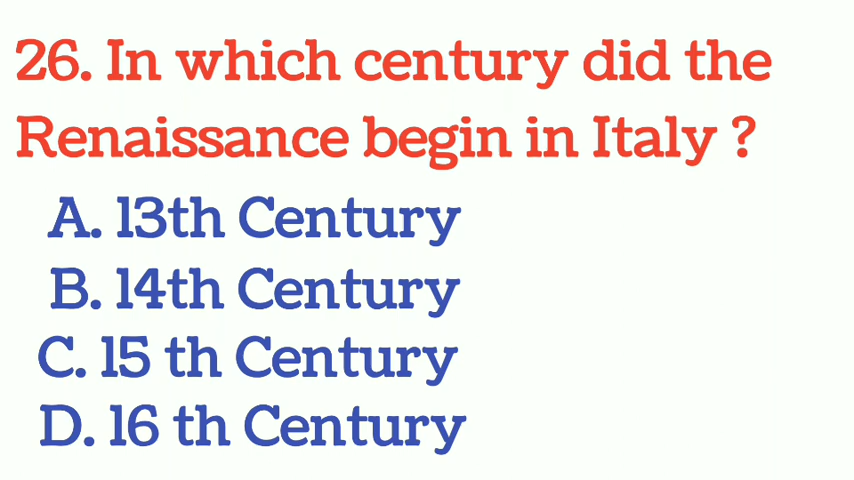 26. In which century did the
Renaissance begin in Italy ?
A. 13th Century
B. 14th Century
C. 15 th Century
D. 16 th Century